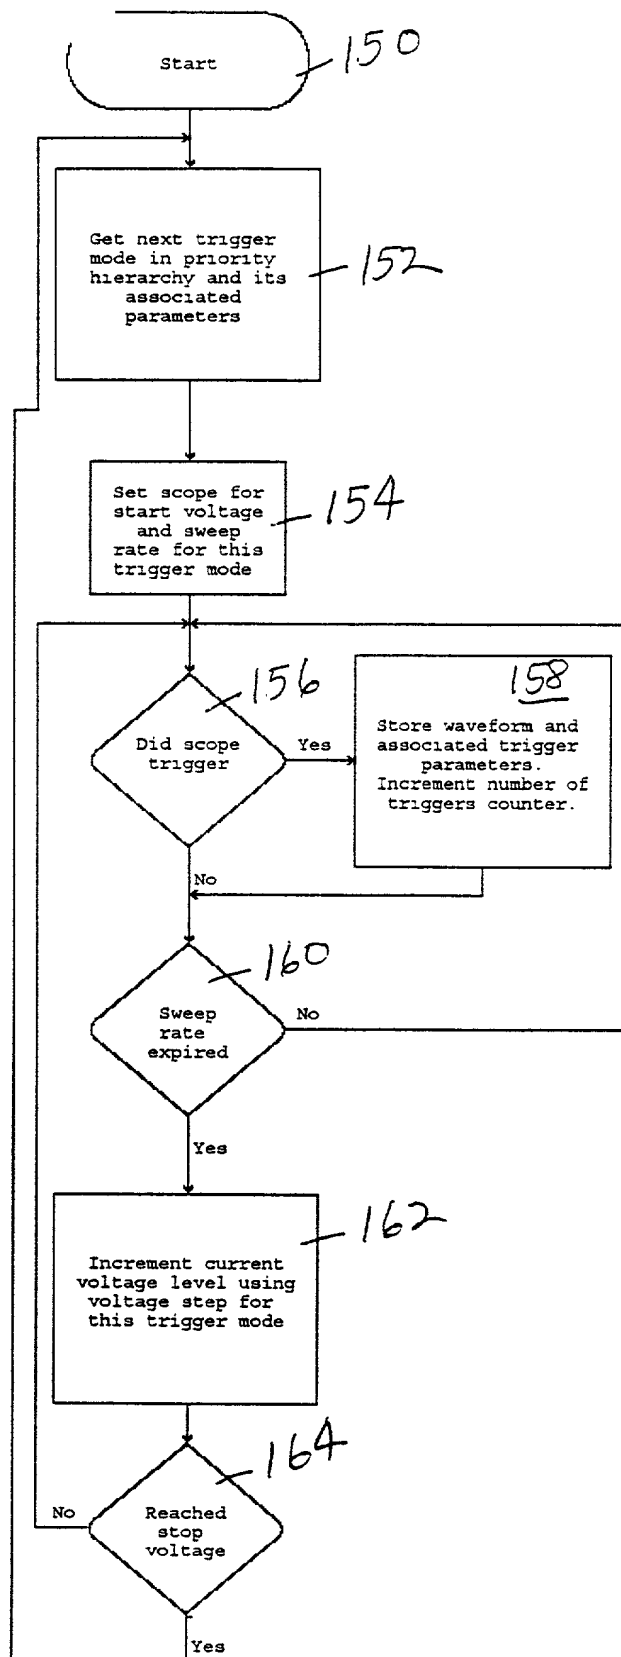 Start
150
Get next trigger
mode in priority
hierarchy and its
associated
parameters
152
Set scope for
start voltage
and sweep
rate for this
trigger mode
154
156
Did scope
trigger
Yes
158
Store waveform and
associated trigger
parameters.
Increment number of
triggers counter.
No
160
Sweep
rate
expired
No
Yes
162
Increment current
voltage level using
voltage step for
this trigger mode
164
No
Reached
stop
voltage
Yes